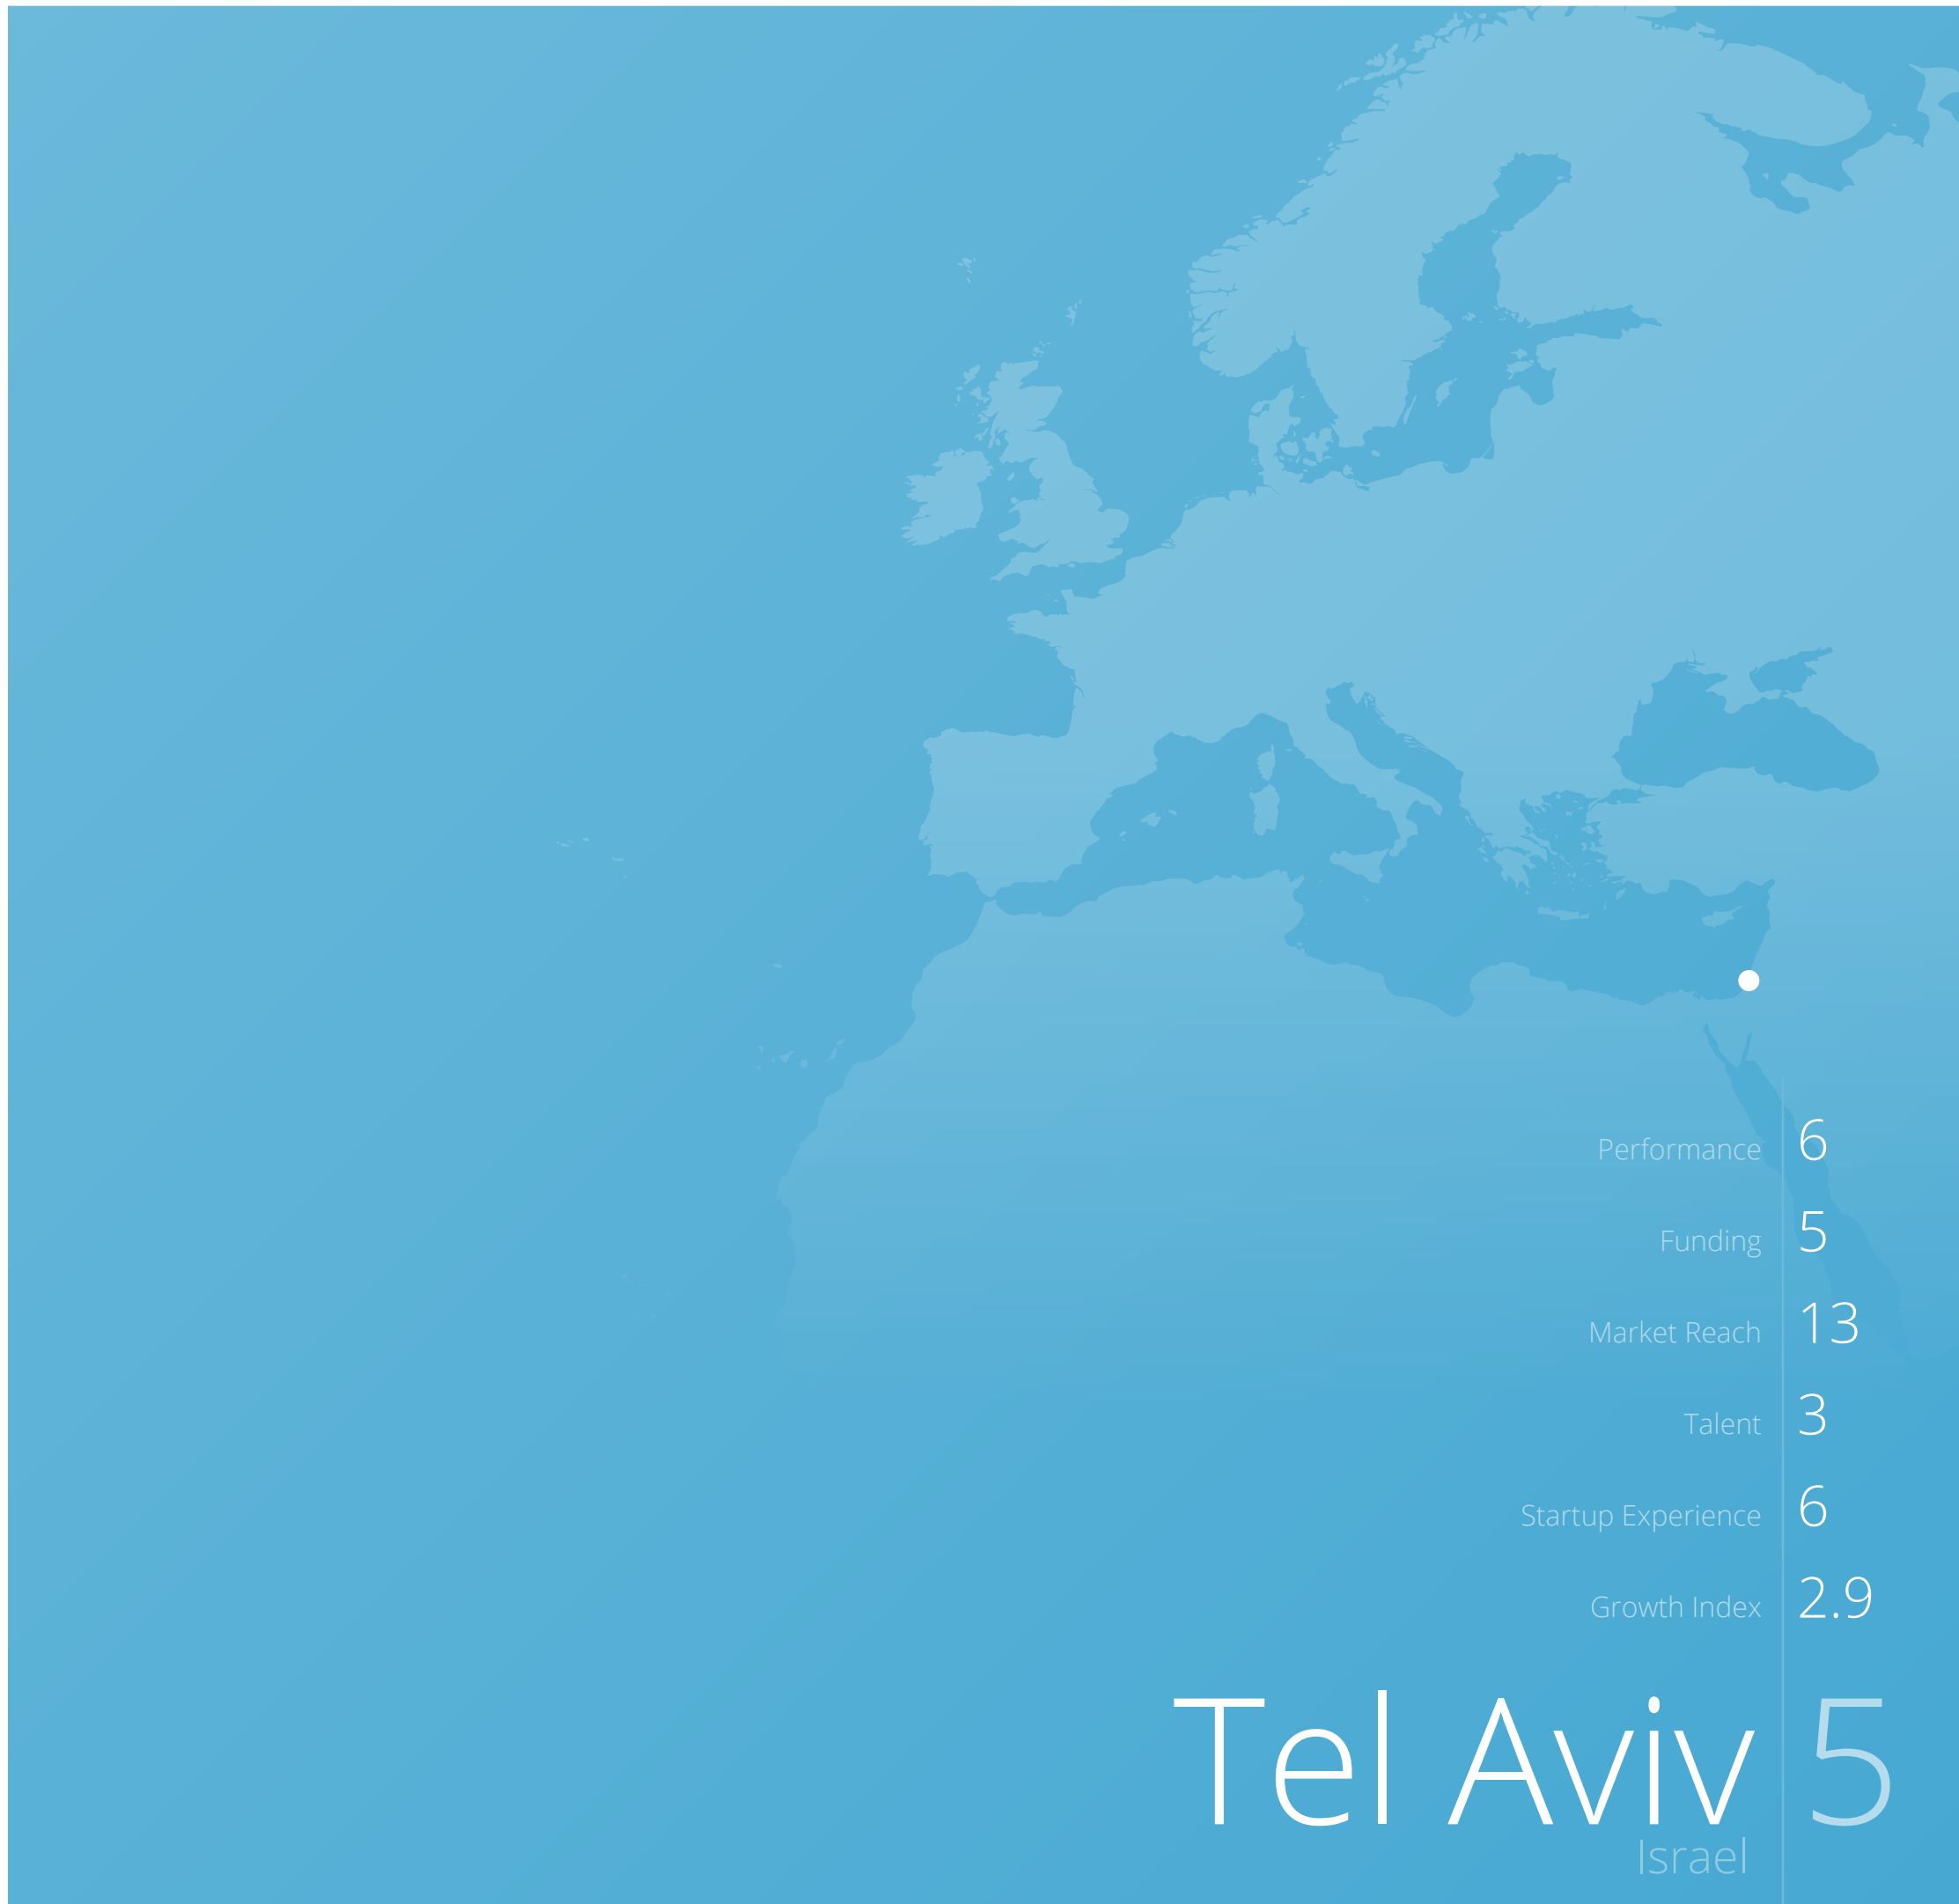 Performance 6
Funding 5
Market Reach 13
Talent 3
Startup Experience 6
Growth Index 2.9
Tel Aviv 5
Israel